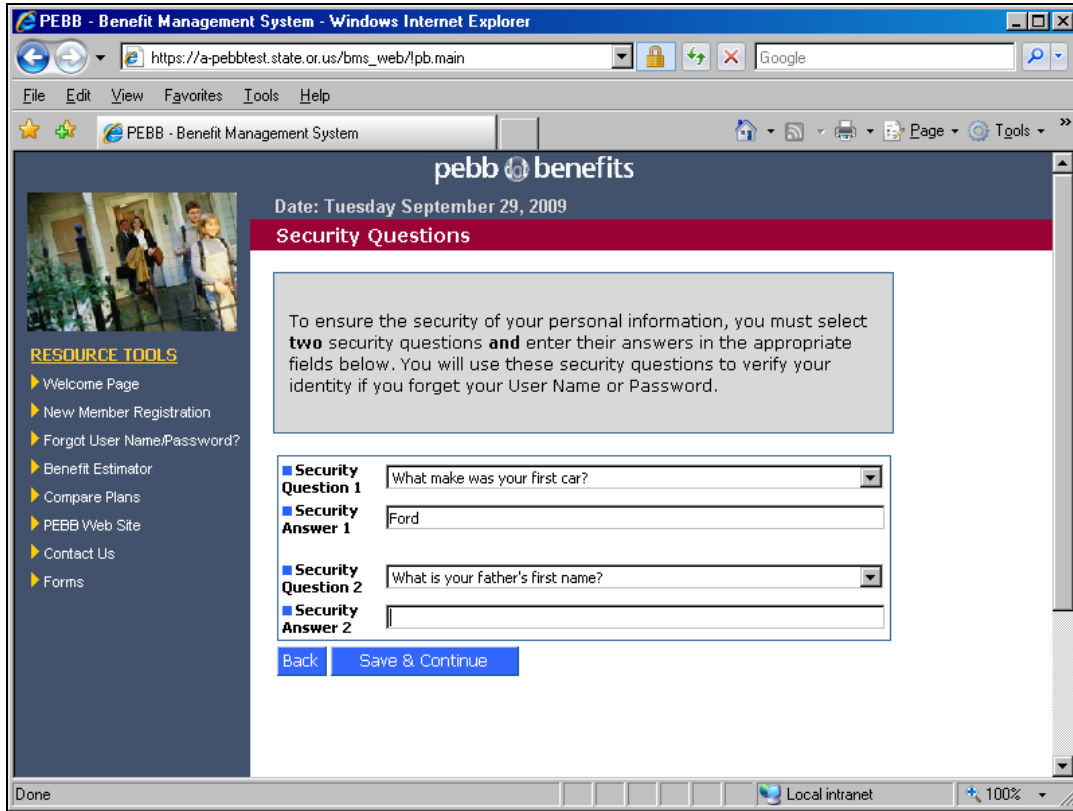 PEBB - Benefit Management System - Windows Internet Explorer
https://a-pebbtest.state.or.us/bms_web/!pb.main
Google
File Edit View Favorites Tools Help
PEBB - Benefit Management System
Page
Tools
pebb benefits
Date: Tuesday September 29, 2009
Security Questions
To ensure the security of your personal information, you must select
two security questions and enter their answers in the appropriate
fields below. You will use these security questions to verify your
identity if you forget your User Name or Password.
RESOURCE TOOLS
Welcome Page
New Member Registration
Forgot User Name/Password?
Benefit Estimator
Compare Plans
PEBB Web Site
Contact Us
Forms
Security
Question 1
What make was your first car?
Security
Answer 1
Ford
Security
Question 2
What is your father's first name?
Security
Answer 2
Back
Save & Continue
Done
Local intranet
100%